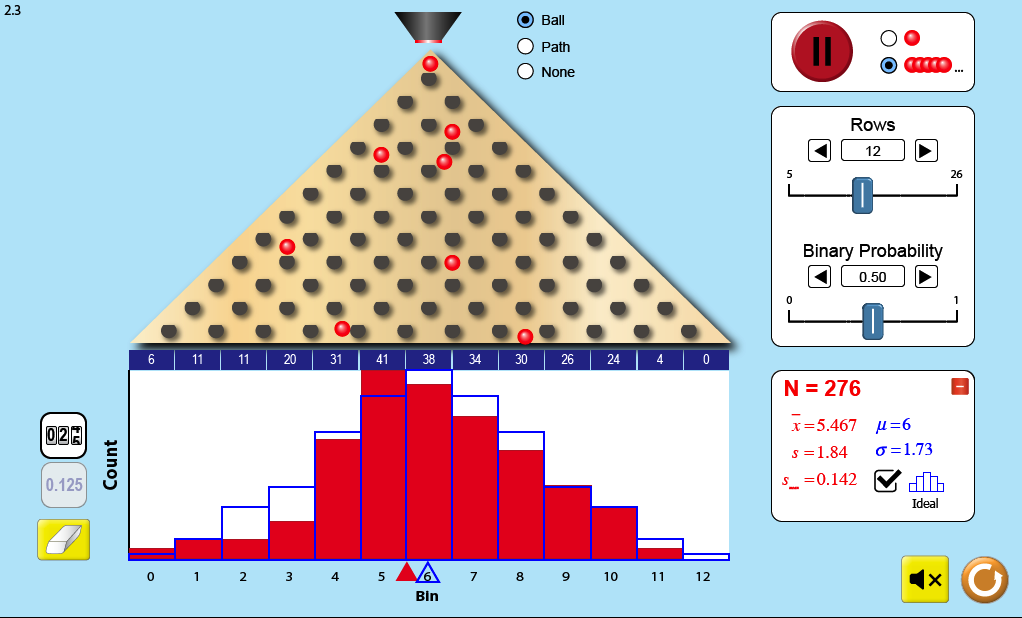 2.3
Ball
Path
None
...
Rows
12
5 26
Binary Probability
0.50
0 1
6 11 11 20 31 41 38 34 30 26 24 4 0
N = 276
x̅ = 5.467 μ = 6
s = 1.84 σ = 1.73
s = 0.142
Ideal
0.125
Count
0 1 2 3 4 5 6 7 8 9 10 11 12
Bin